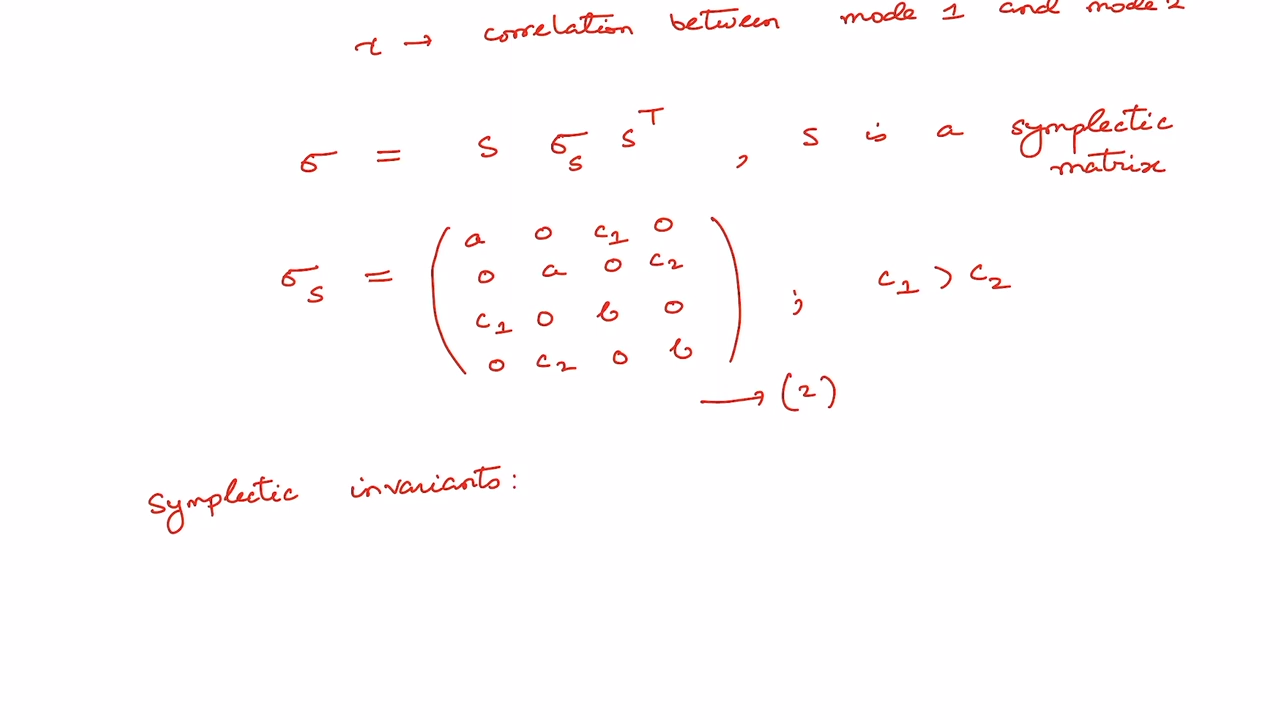 r → correlation between mode 1 and mode 2
σ = S σ_S S^T , S is a symplectic matrix
σ_S = ( a 0 c_1 0
0 a 0 c_2
c_1 0 b 0
0 c_2 0 b ) ; c_1 > c_2
→ (2)
Symplectic invariants: